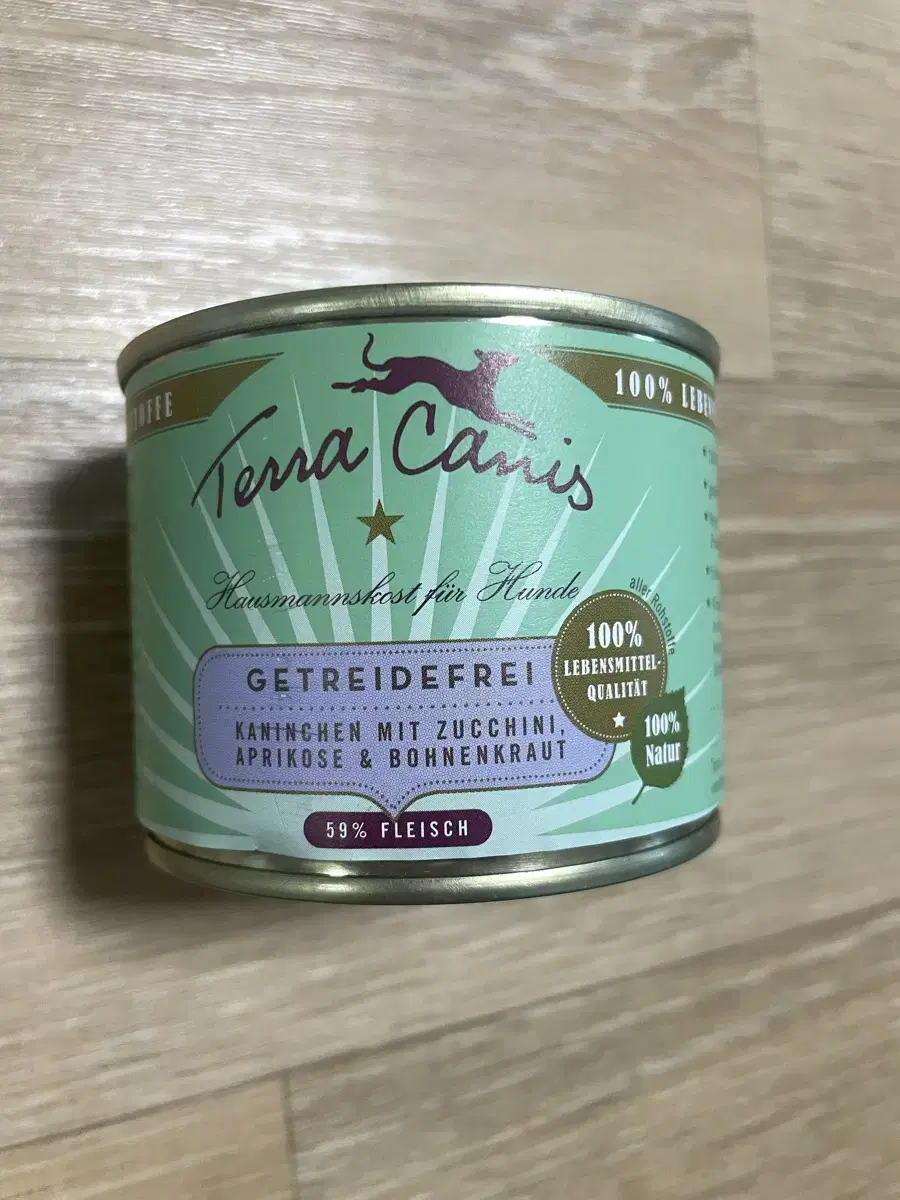 100%
Terra Canis
Hausmannskost für Hunde
GETREIDEFREI
KANINCHEN MIT ZUCCHINI,
APRIKOSE & BOHNENKRAUT
59% FLEISCH
aller Rohstoffe
100%
LEBENSMITTEL-
QUALITÄT
100%
Natur